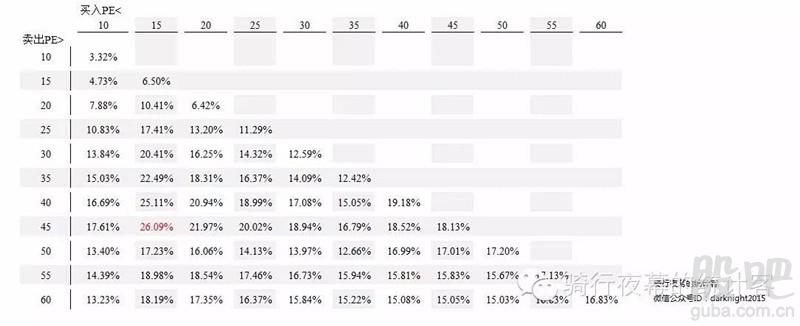 买入PE<
10 15 20 25 30 35 40 45 50 55 60
卖出PE>
10 3.32%
15 4.73% 6.50%
20 7.88% 10.41% 6.42%
25 10.83% 17.41% 13.20% 11.29%
30 13.84% 20.41% 16.25% 14.32% 12.59%
35 15.03% 22.49% 18.31% 16.37% 14.09% 12.42%
40 16.69% 25.11% 20.94% 18.99% 17.08% 15.05% 19.18%
45 17.61% 26.09% 21.97% 20.02% 18.94% 16.79% 18.52% 18.13%
50 13.40% 17.23% 16.06% 14.13% 13.97% 12.66% 16.99% 17.01% 17.20%
55 14.39% 18.98% 18.54% 17.46% 16.73% 15.94% 15.81% 15.83% 15.67%
60 13.23% 18.19% 17.35% 16.37% 15.84% 15.22% 15.08% 15.05% 15.03% 16.83%
骑行夜幕的统计客
微信公众号ID：darknight2015
股吧
guba.com.cn